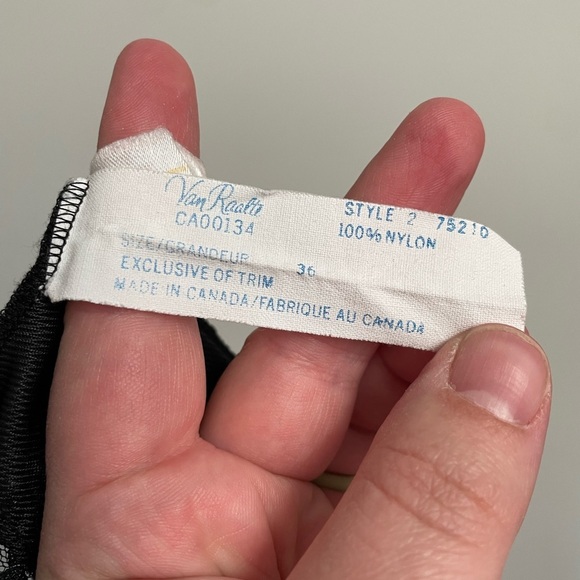 Van Raalte
STYLE 2 75210
CA00134
100% NYLON
SIZE/GRANDEUR 36
EXCLUSIVE OF TRIM
MADE IN CANADA/FABRIQUE AU CANADA